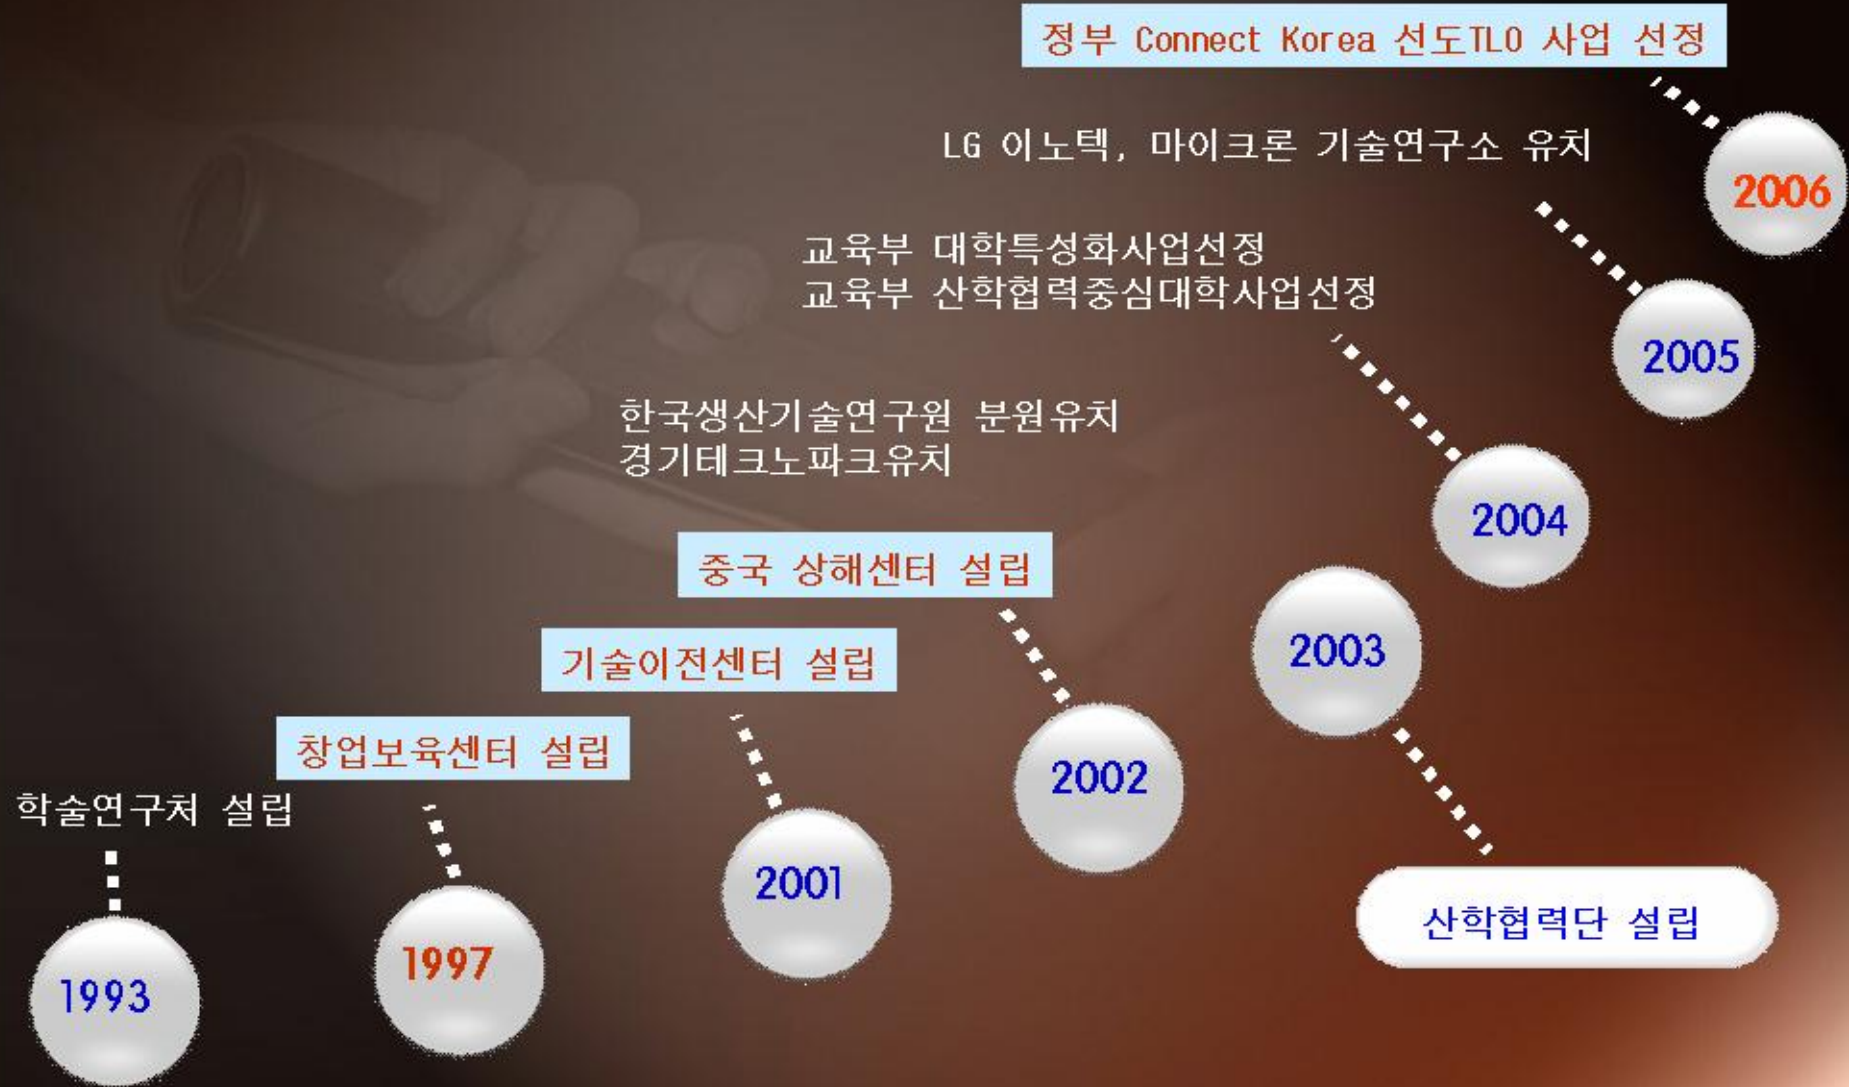 정부 Connect Korea 선도TLO 사업 선정
LG 이노텍, 마이크론 기술연구소 유치
2006
교육부 대학특성화사업선정
교육부 산학협력중심대학사업선정
2005
한국생산기술연구원 분원유치
경기테크노파크유치
2004
중국 상해센터 설립
2003
기술이전센터 설립
2002
창업보육센터 설립
학술연구처 설립
2001
산학협력단 설립
1997
1993